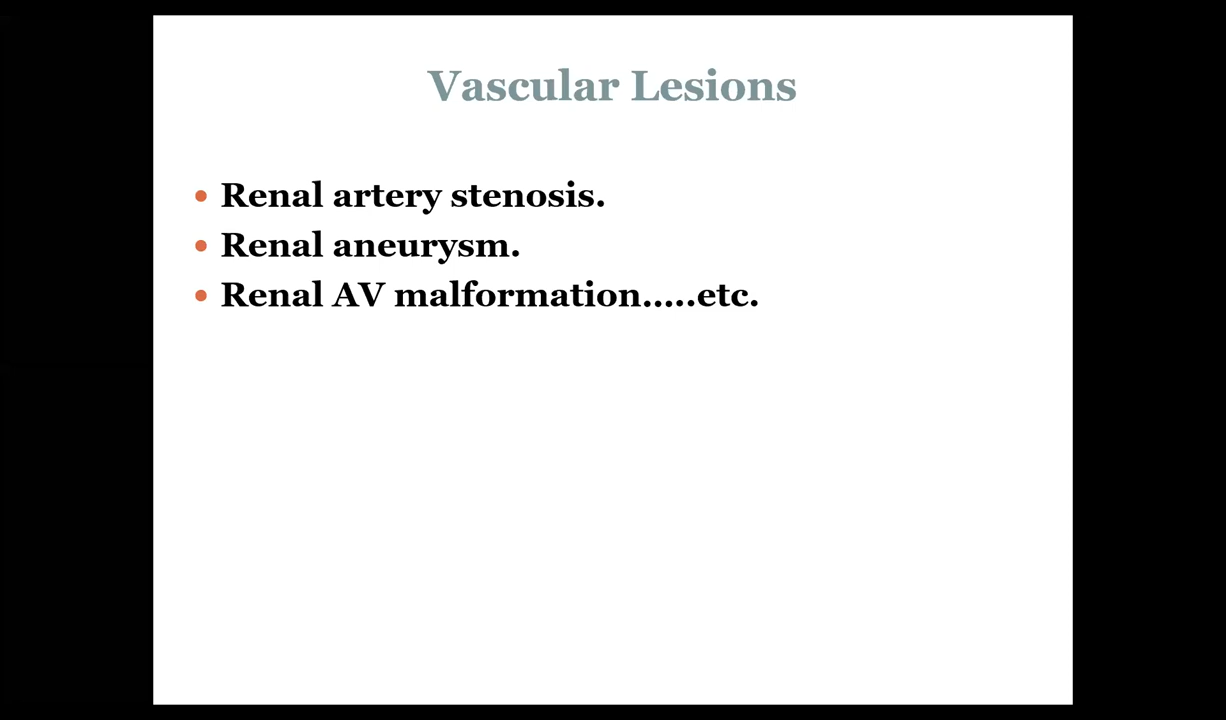 Vascular Lesions
• Renal artery stenosis.
• Renal aneurysm.
• Renal AV malformation.....etc.